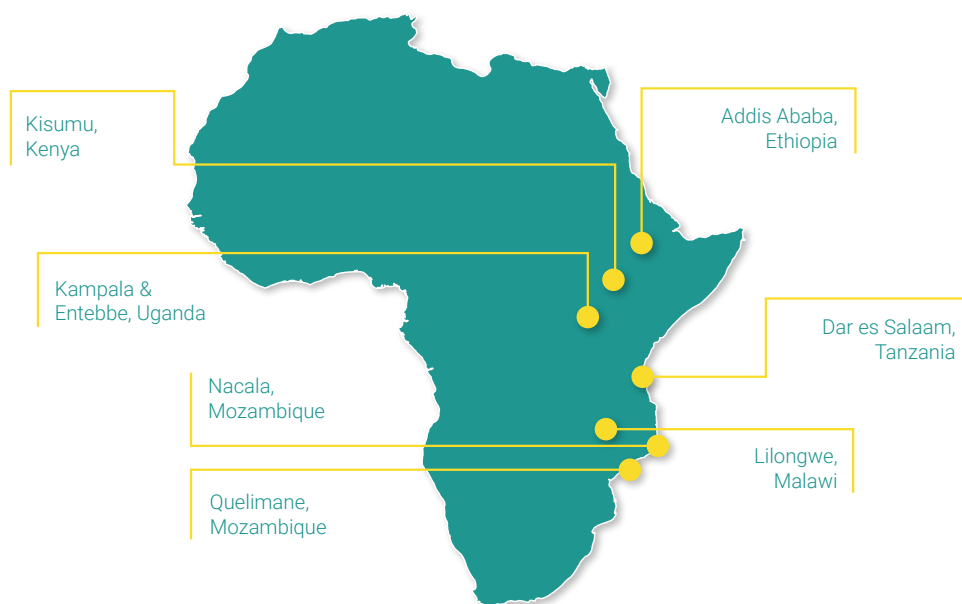 Kisumu,
Kenya
Addis Ababa,
Ethiopia
Kampala &
Entebbe, Uganda
Dar es Salaam,
Tanzania
Nacala,
Mozambique
Lilongwe,
Malawi
Quelimane,
Mozambique